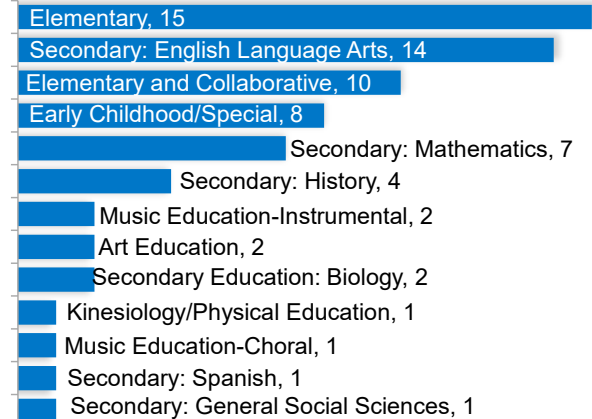 Elementary, 15
Secondary: English Language Arts, 14
Elementary and Collaborative, 10
Early Childhood/Special, 8
Secondary: Mathematics, 7
Secondary: History, 4
Music Education-Instrumental, 2
Art Education, 2
Secondary Education: Biology, 2
Kinesiology/Physical Education, 1
Music Education-Choral, 1
Secondary: Spanish, 1
Secondary: General Social Sciences, 1